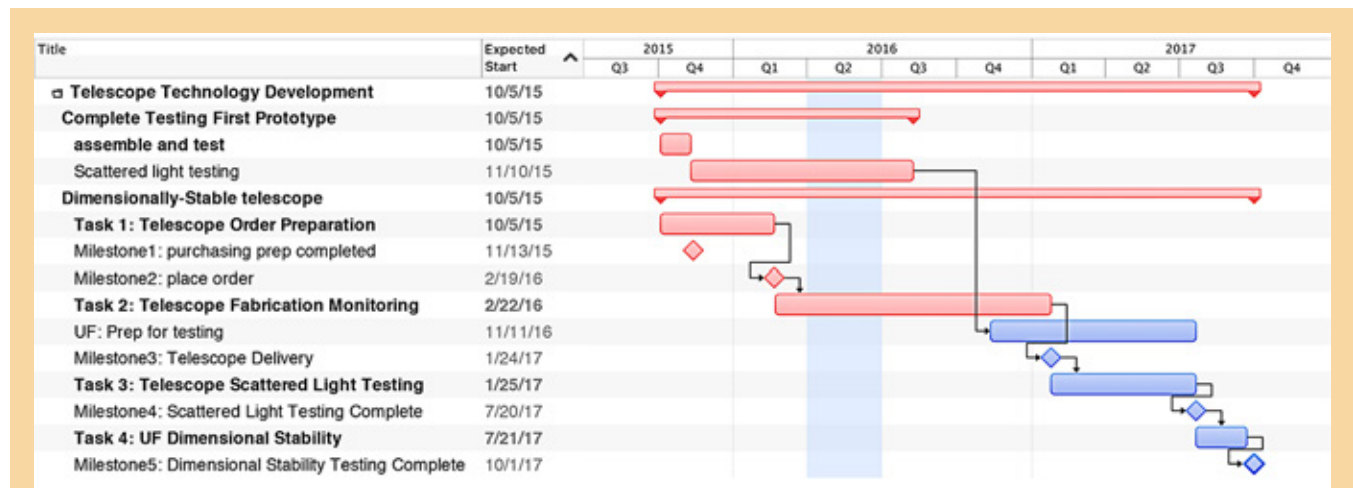 Title Expected Start 2015 2016 2017
Q3 Q4 Q1 Q2 Q3 Q4 Q1 Q2 Q3 Q4
Telescope Technology Development 10/5/15
Complete Testing First Prototype 10/5/15
assemble and test 10/5/15
Scattered light testing 11/10/15
Dimensionally-Stable telescope 10/5/15
Task 1: Telescope Order Preparation 10/5/15
Milestone1: purchasing prep completed 11/13/15
Milestone2: place order 2/19/16
Task 2: Telescope Fabrication Monitoring 2/22/16
UF: Prep for testing 11/11/16
Milestone3: Telescope Delivery 1/24/17
Task 3: Telescope Scattered Light Testing 1/25/17
Milestone4: Scattered Light Testing Complete 7/20/17
Task 4: UF Dimensional Stability 7/21/17
Milestone5: Dimensional Stability Testing Complete 10/1/17